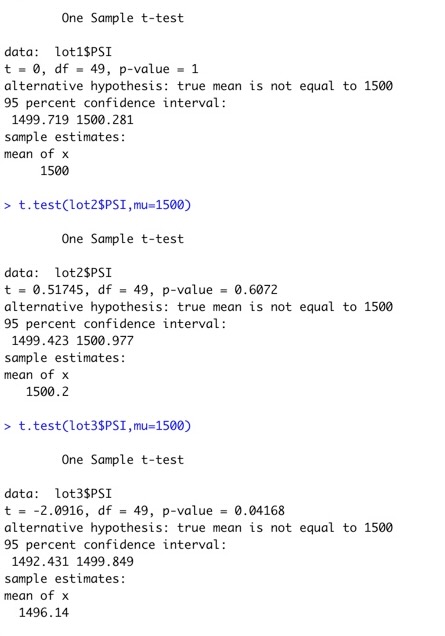 One Sample t-test
data:  lot1$PSI
t = 0, df = 49, p-value = 1
alternative hypothesis: true mean is not equal to 1500
95 percent confidence interval:
1499.719 1500.281
sample estimates:
mean of x
1500
> t.test(lot2$PSI,mu=1500)
One Sample t-test
data:  lot2$PSI
t = 0.51745, df = 49, p-value = 0.6072
alternative hypothesis: true mean is not equal to 1500
95 percent confidence interval:
1499.423 1500.977
sample estimates:
mean of x
1500.2
> t.test(lot3$PSI,mu=1500)
One Sample t-test
data:  lot3$PSI
t = -2.0916, df = 49, p-value = 0.04168
alternative hypothesis: true mean is not equal to 1500
95 percent confidence interval:
1492.431 1499.849
sample estimates:
mean of x
1496.14